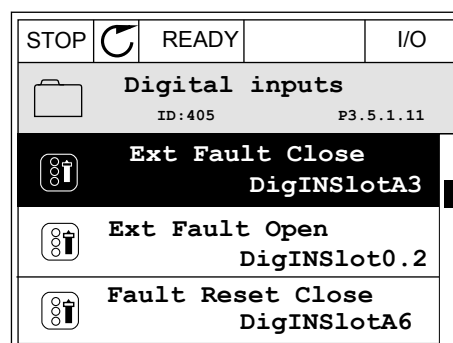 STOP READY I/O
Digital inputs
ID:405 P3.5.1.11
Ext Fault Close
DigINSlotA3
Ext Fault Open
DigINSlot0.2
Fault Reset Close
DigINSlotA6